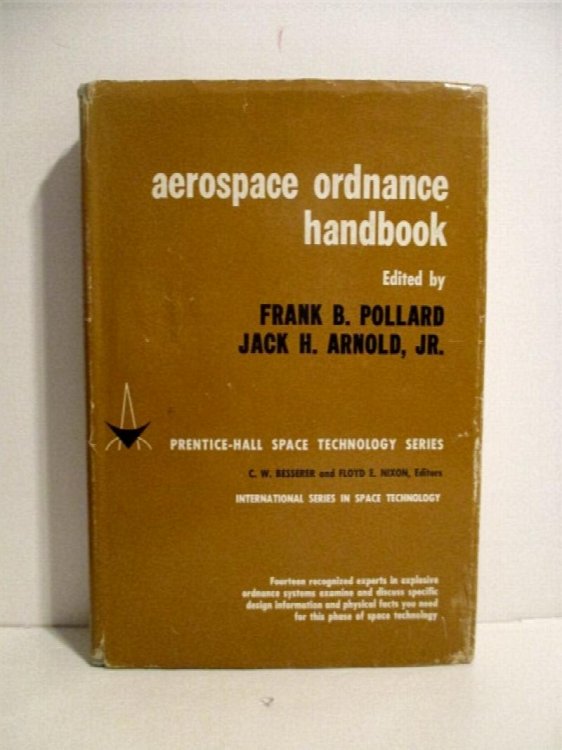 aerospace ordnance
handbook
Edited by
FRANK B. POLLARD
JACK H. ARNOLD, JR.
PRENTICE-HALL SPACE TECHNOLOGY SERIES
C. W. BESSERER and FLOYD E. NIXON, Editors
INTERNATIONAL SERIES IN SPACE TECHNOLOGY
Fourteen recognized experts in explosive
ordnance systems examine and discuss specific
design information and physical facts you need
for this phase of space technology